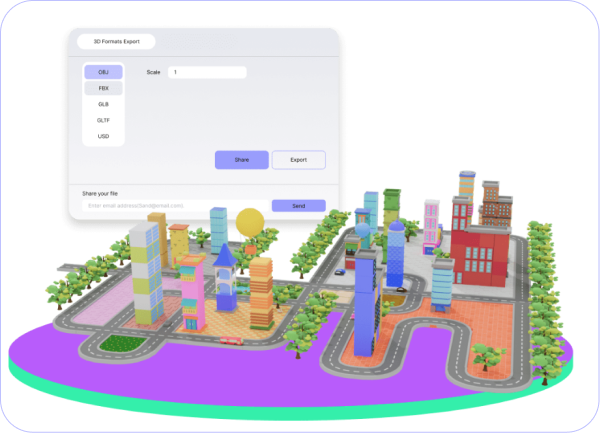 3D Formats Export
OBJ
Scale
1
FBX
GLB
GLTF
USD
Share
Export
Share your file
Enter email address(Send@email.com).
Send